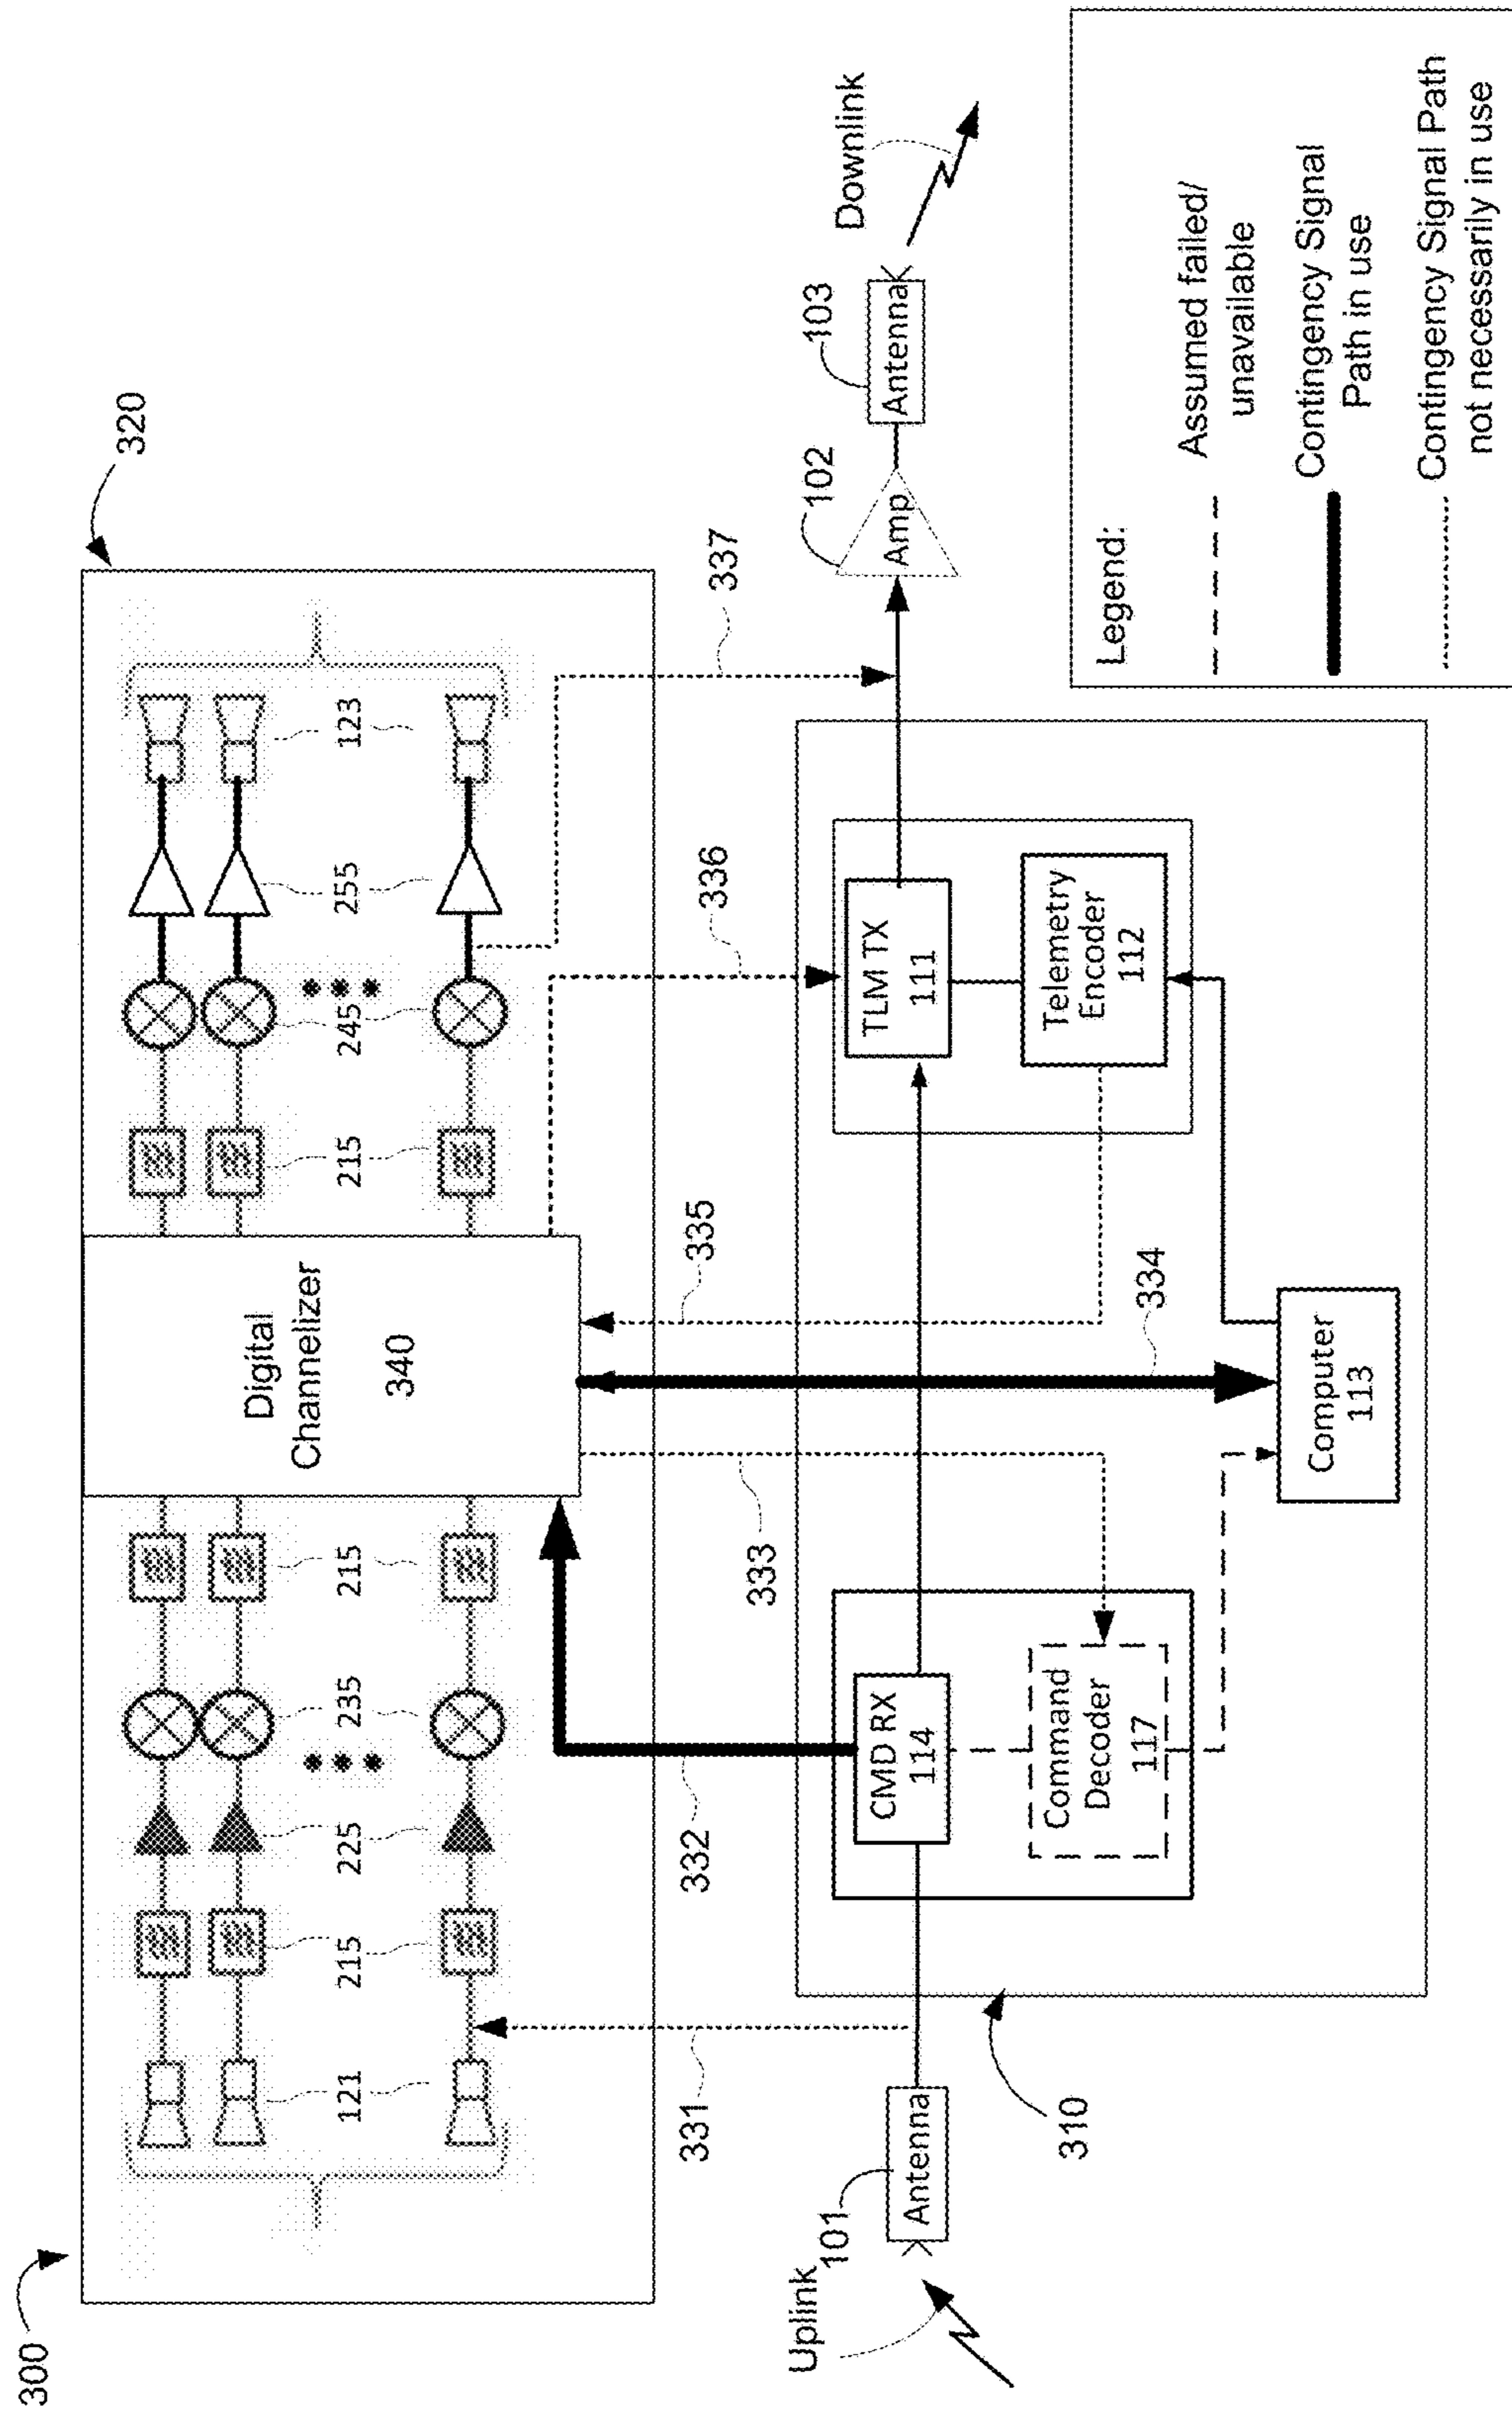 300
320
121
215
225
235
215
Digital
Channelizer
340
215
245
255
123
331
332
333
334
335
336
337
Uplink
101
Antenna
310
CMD RX
114
Command
Decoder
117
Computer
113
TLM TX
111
Telemetry
Encoder
112
102
Amp
103
Antenna
Downlink
Legend:
Assumed failed/
unavailable
Contingency Signal
Path in use
Contingency Signal Path
not necessarily in use